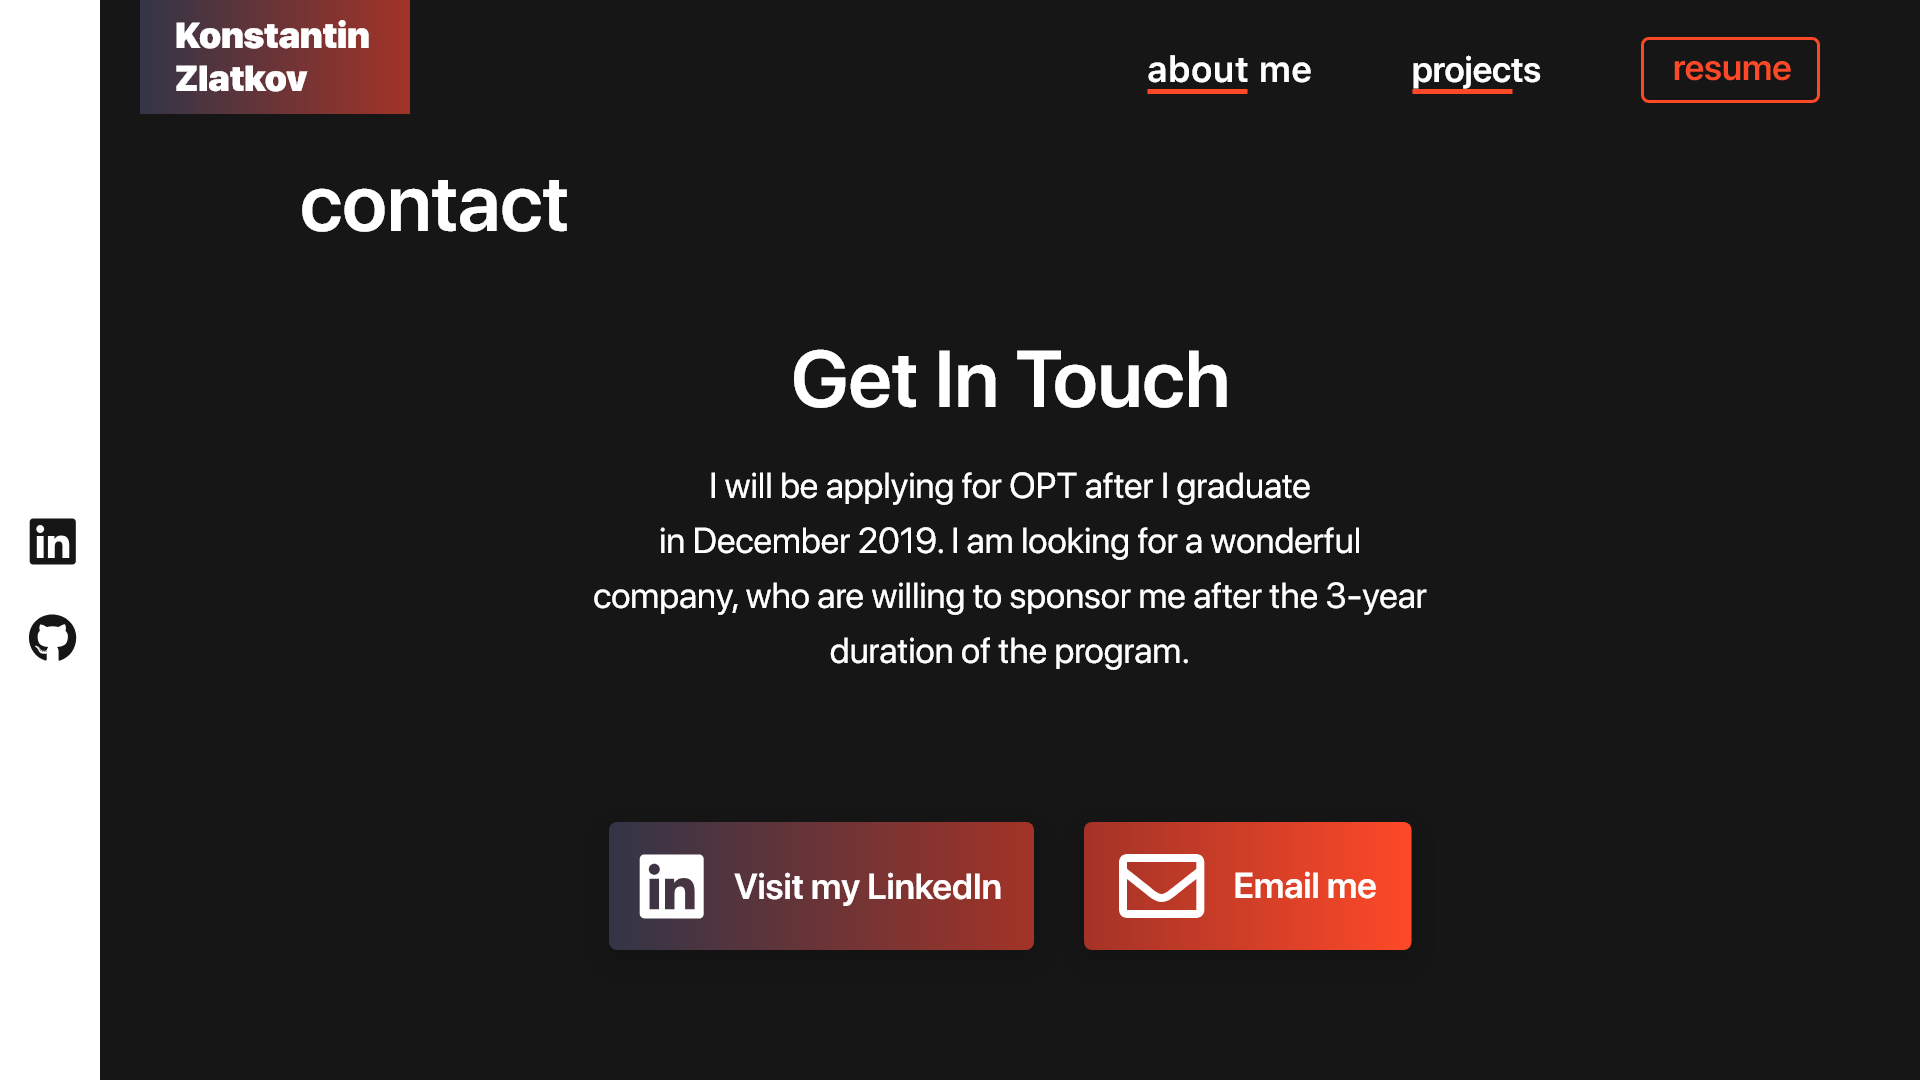 Konstantin
Zlatkov
about me
projects
resume
contact
Get In Touch
I will be applying for OPT after I graduate
in December 2019. I am looking for a wonderful
company, who are willing to sponsor me after the 3-year
duration of the program.
in
in Visit my LinkedIn
Email me